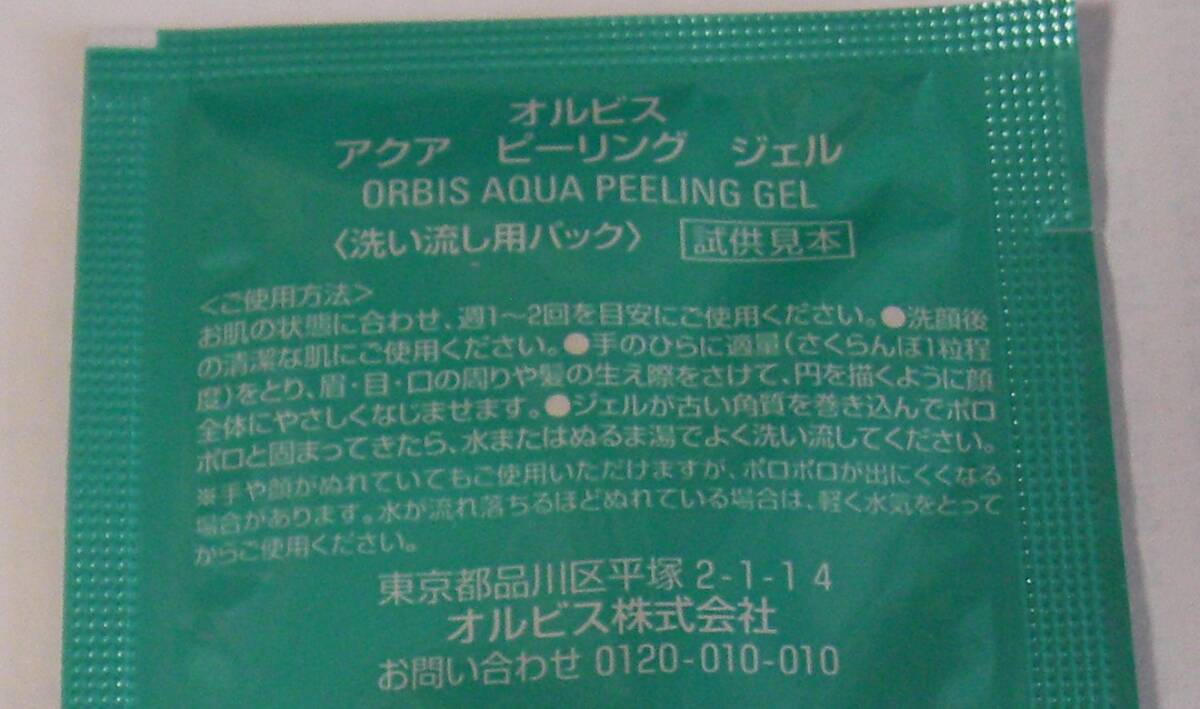 オルビス
アクア ピーリング ジェル
ORBIS AQUA PEELING GEL
〈洗い流し用パック〉 試供見本
<ご使用方法>
お肌の状態に合わせ、週1~2回を目安にご使用ください。●洗顔後
の清潔な肌にご使用ください。●手のひらに適量(さくらんぼ1粒程
度)をとり、眉・目・口の周りや髪の生え際をさけて、円を描くように顔
全体にやさしくなじませます。●ジェルが古い角質を巻き込んでポロ
ポロと固まってきたら、水またはぬるま湯でよく洗い流してください。
※手や顔がぬれていてもご使用いただけますが、ポロポロが出にくくなる
場合があります。水が流れ落ちるほどぬれている場合は、軽く水気をとって
からご使用ください。
東京都品川区平塚 2-1-14
オルビス株式会社
お問い合わせ 0120-010-010